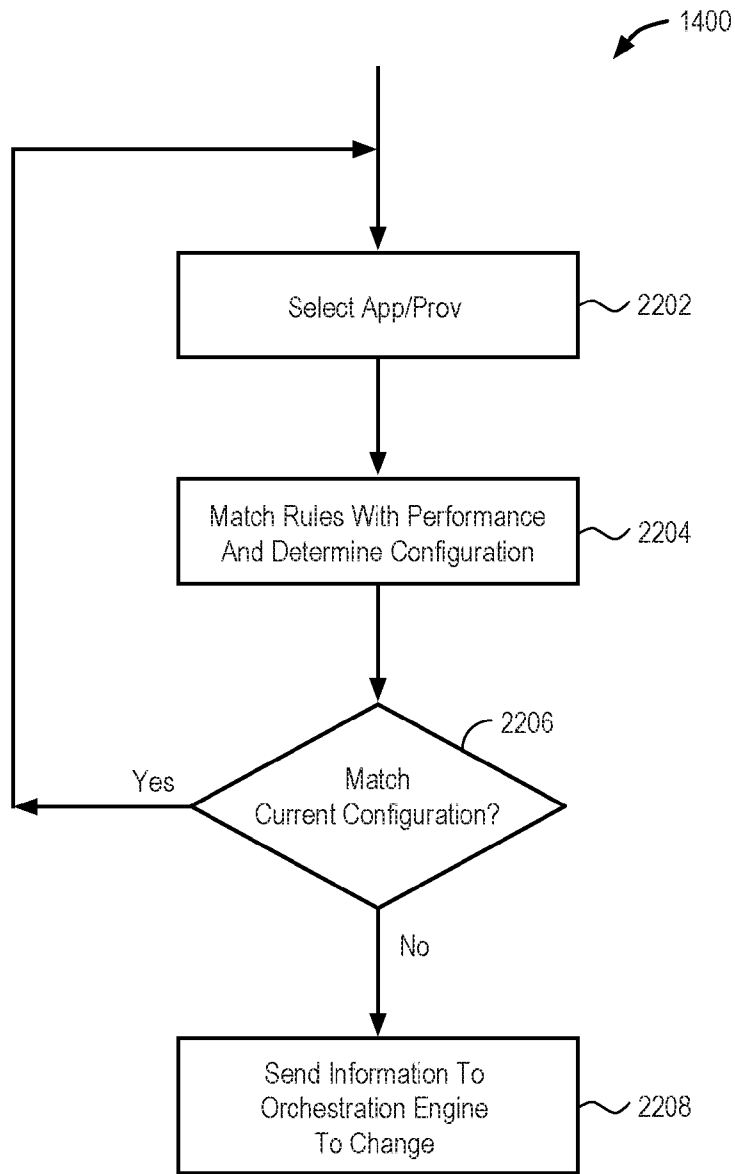 1400
Select App/Prov
2202
Match Rules With Performance
And Determine Configuration
2204
2206
Match
Current Configuration?
Yes
No
Send Information To
Orchestration Engine
To Change
2208